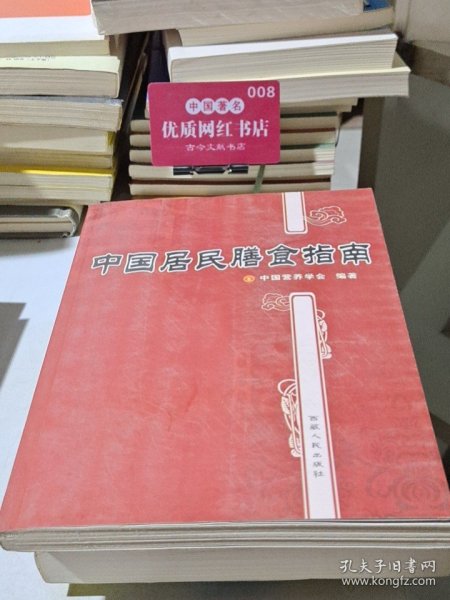 008
中国著名
优质网红书店
古今文献书店
中国居民膳食指南
中国营养学会 编著
西藏人民出版社
孔夫子旧书网
www.kongfz.com